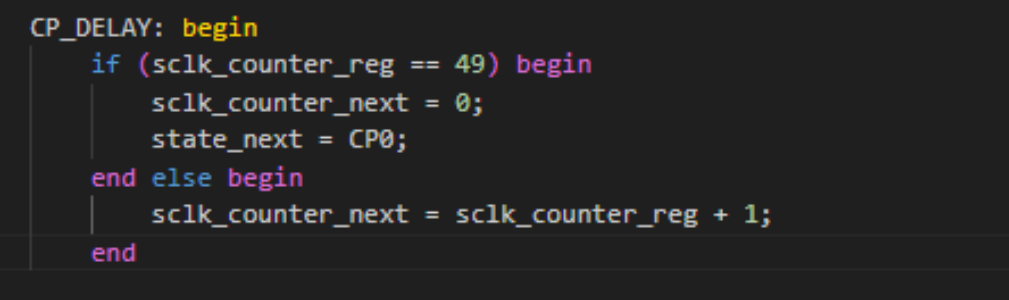 CP_DELAY: begin
if (sclk_counter_reg == 49) begin
sclk_counter_next = 0;
state_next = CP0;
end else begin
sclk_counter_next = sclk_counter_reg + 1;
end